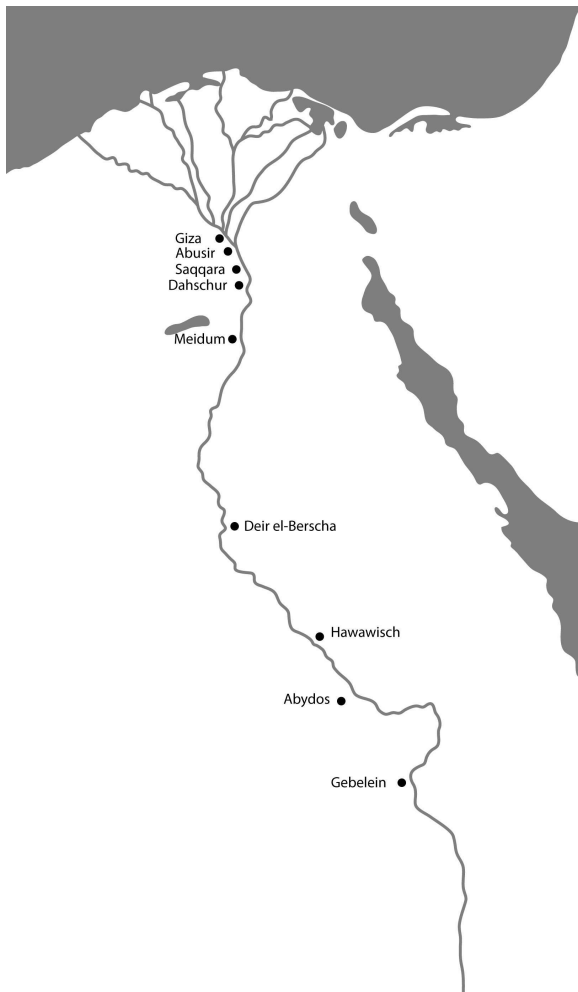 Giza
Abusir
Saqqara
Dahschur
Meidum
Deir el-Berscha
Hawawisch
Abydos
Gebelein